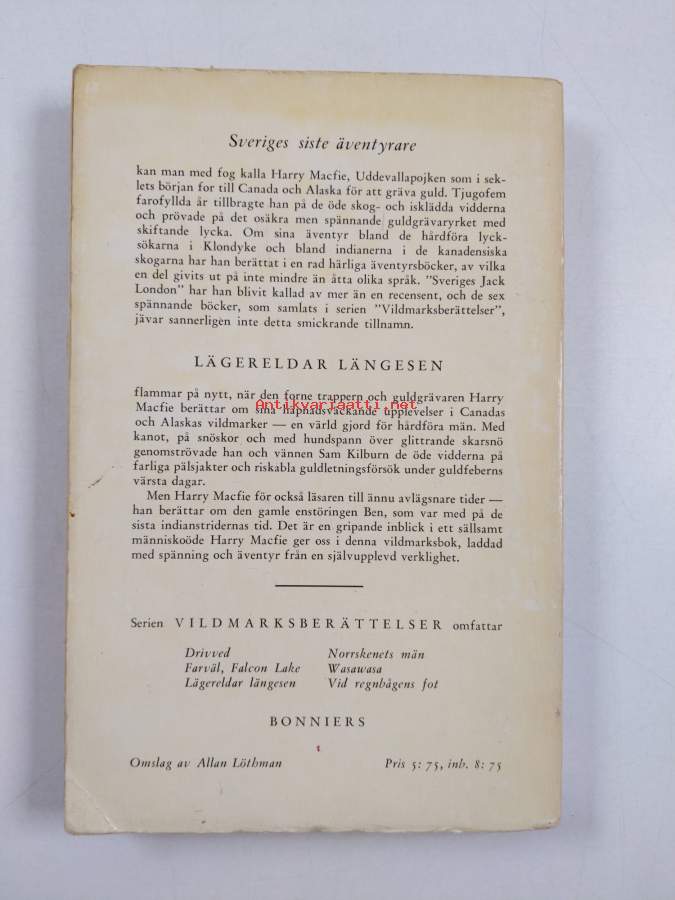 Sveriges siste äventyrare
kan man med fog kalla Harry Macfie, Uddevallapojken som i sek-
lets början for till Canada och Alaska för att gräva guld. Tjugofem
farofyllda år tillbragte han på de öde skog- och isklädda vidderna
och prövade på det osäkra men spännande guldgrävaryrket med
skiftande lycka. Om sina äventyr bland de hårdföra lyck-
sökarna i Klondyke och bland indianerna i de kanadensiska
skogarna har han berättat i en rad härliga äventyrsböcker, av vilka
en del givits ut på inte mindre än åtta olika språk. "Sveriges Jack
London" har han blivit kallad av mer än en recensent, och de sex
spännande böcker, som samlats i serien "Vildmarksberättelser",
jävar sannerligen inte detta smickrande tillnamn.
LÄGERELDAR LÄNGESEN
flammar på nytt, när den forne trappern och guldgrävaren Harry
Macfie berättar om sina häpnadsväckande upplevelser i Canadas
Antikvariaatti.net
och Alaskas vildmarker — en värld gjord för hårdföra män. Med
kanot, på snöskor och med hundspann över glittrande skarsnö
genomströvade han och vännen Sam Kilburn de öde vidderna på
farliga pälsjakter och riskabla guldletningsförsök under guldfeberns
värsta dagar.
Men Harry Macfie för också läsaren till ännu avlägsnare tider —
han berättar om den gamle enstöringen Ben, som var med på de
sista indianstridernas tid. Det är en gripande inblick i ett sällsamt
människoöde Harry Macfie ger oss i denna vildmarksbok, laddad
med spänning och äventyr från en självupplevd verklighet.
Serien VILDMARKSBERÄTTELSER omfattar
Drivved Norrskenets män
Farväl, Falcon Lake Wasawasa
Lägereldar längesen Vid regnbågens fot
BONNIERS
Omslag av Allan Löthman Pris 5: 75, inb. 8: 75